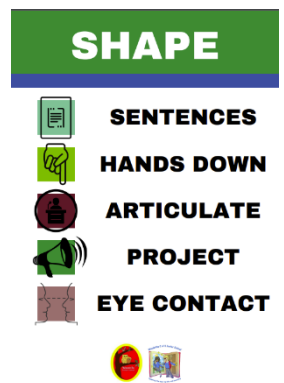 SHAPE
SENTENCES
HANDS DOWN
ARTICULATE
PROJECT
EYE CONTACT